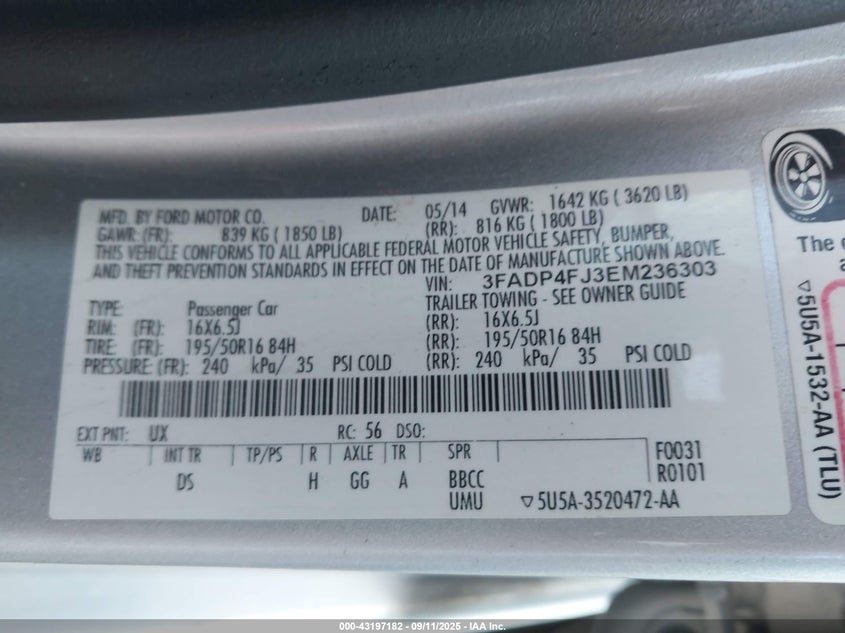 MFD. BY FORD MOTOR CO. DATE: 05/14 GVWR: 1642 KG ( 3620 LB)
GAWR: (FR): 839 KG ( 1850 LB) (RR): 816 KG ( 1800 LB)
THIS VEHICLE CONFORMS TO ALL APPLICABLE FEDERAL MOTOR VEHICLE SAFETY, BUMPER,
AND THEFT PREVENTION STANDARDS IN EFFECT ON THE DATE OF MANUFACTURE SHOWN ABOVE.
VIN: 3FADP4FJ3EM236303
TYPE: Passenger Car TRAILER TOWING - SEE OWNER GUIDE
RIM: (FR): 16X6.5J (RR): 16X6.5J
TIRE: (FR): 195/50R16 84H (RR): 195/50R16 84H
PRESSURE: (FR): 240 kPa/ 35 PSI COLD (RR): 240 kPa/ 35 PSI COLD
EXT PNT: UX RC: 56 DSO:
WB INT TR TP/PS R AXLE TR SPR F0031
DS H GG A BBCC R0101
UMU ▽5U5A-3520472-AA
The
▽5U5A-1532-AA (TLU)
000-43197182 - 09/11/2025 - IAA Inc.